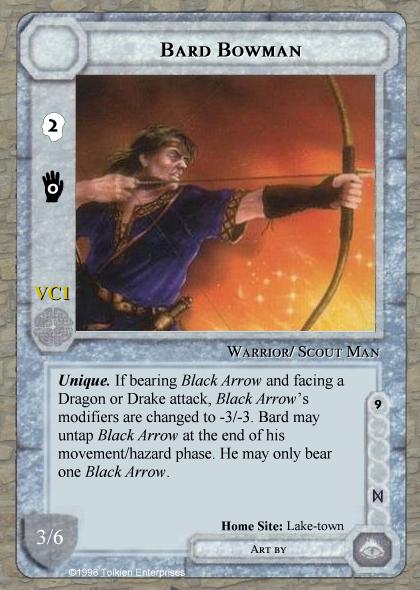 BARD BOWMAN
2
0
VC1
WARRIOR/ SCOUT MAN
Unique. If bearing Black Arrow and facing a
Dragon or Drake attack, Black Arrow's
modifiers are changed to -3/-3. Bard may
untap Black Arrow at the end of his
movement/hazard phase. He may only bear
one Black Arrow.
9
Home Site: Lake-town
3/6
ART BY
©1998 Tolkien Enterprises